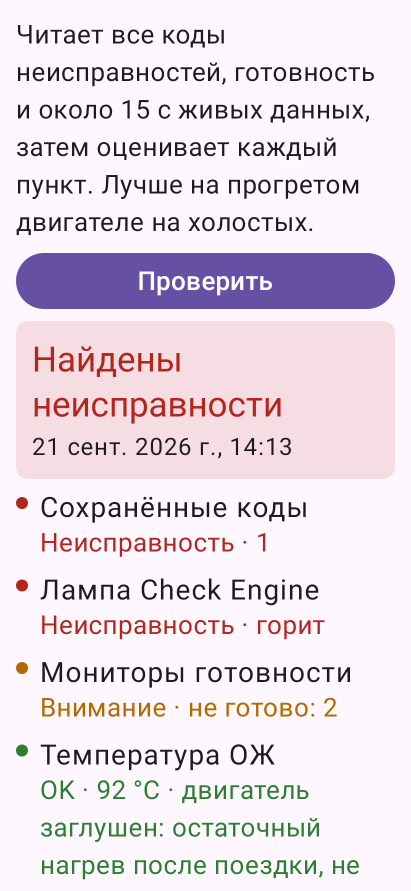 Читает все коды
неисправностей, готовность
и около 15 с живых данных,
затем оценивает каждый
пункт. Лучше на прогретом
двигателе на холостых.
Проверить
Найдены
неисправности
21 сент. 2026 г., 14:13
Сохранённые коды
Неисправность · 1
Лампа Check Engine
Неисправность · горит
Мониторы готовности
Внимание · не готово: 2
Температура ОЖ
OK · 92 °C · двигатель
заглушен: остаточный
нагрев после поездки, не